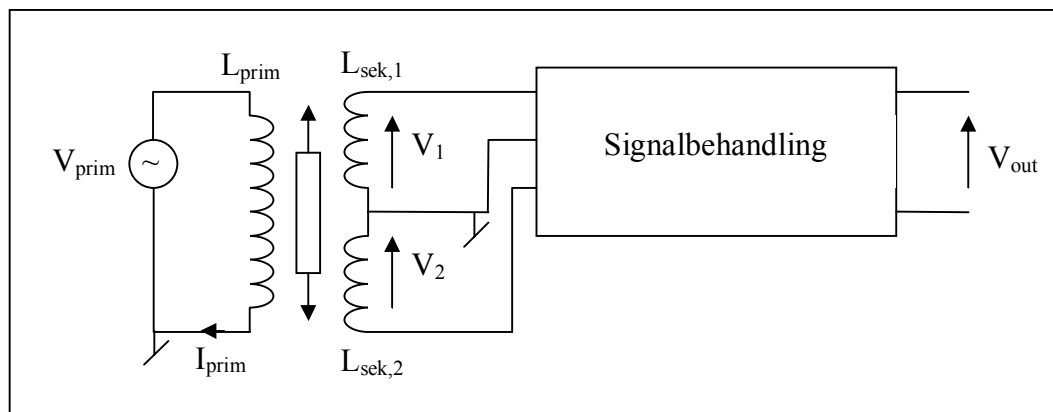 L_prim
L_sek,1
V_prim
~
V_1
Signalbehandling
V_out
V_2
I_prim
L_sek,2